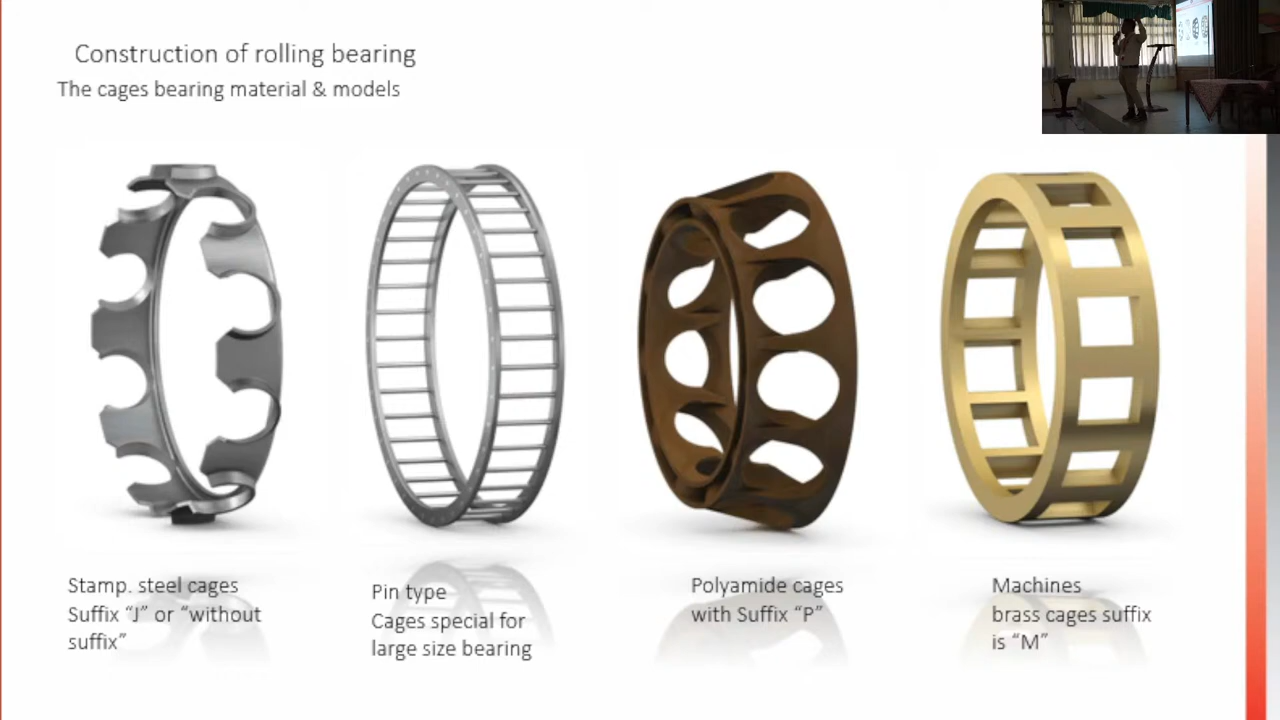 Construction of rolling bearing
The cages bearing material & models
Stamp. steel cages
Suffix “J” or “without
suffix”
Pin type
Cages special for
large size bearing
Polyamide cages
with Suffix “P”
Machines
brass cages suffix
is “M”